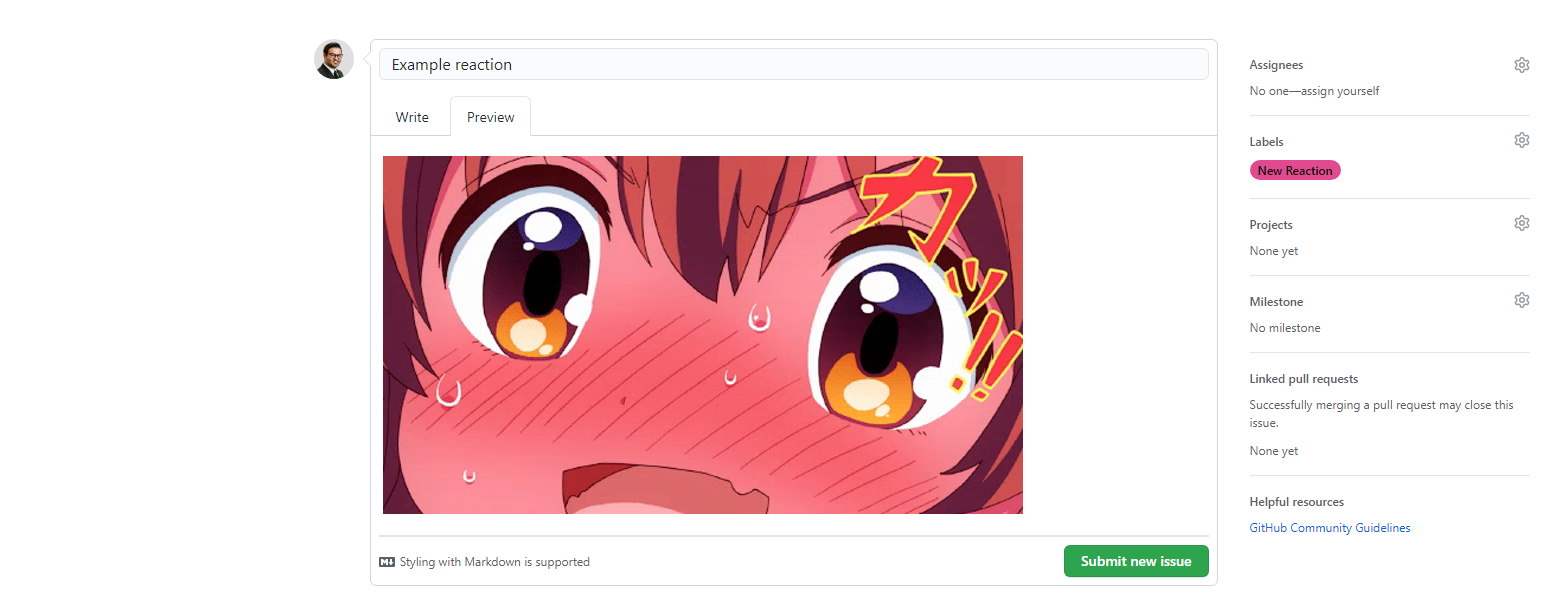 Example reaction
Write
Preview
カッ!!
Styling with Markdown is supported
Submit new issue
Assignees
No one—assign yourself
Labels
New Reaction
Projects
None yet
Milestone
No milestone
Linked pull requests
Successfully merging a pull request may close this
issue.
None yet
Helpful resources
GitHub Community Guidelines